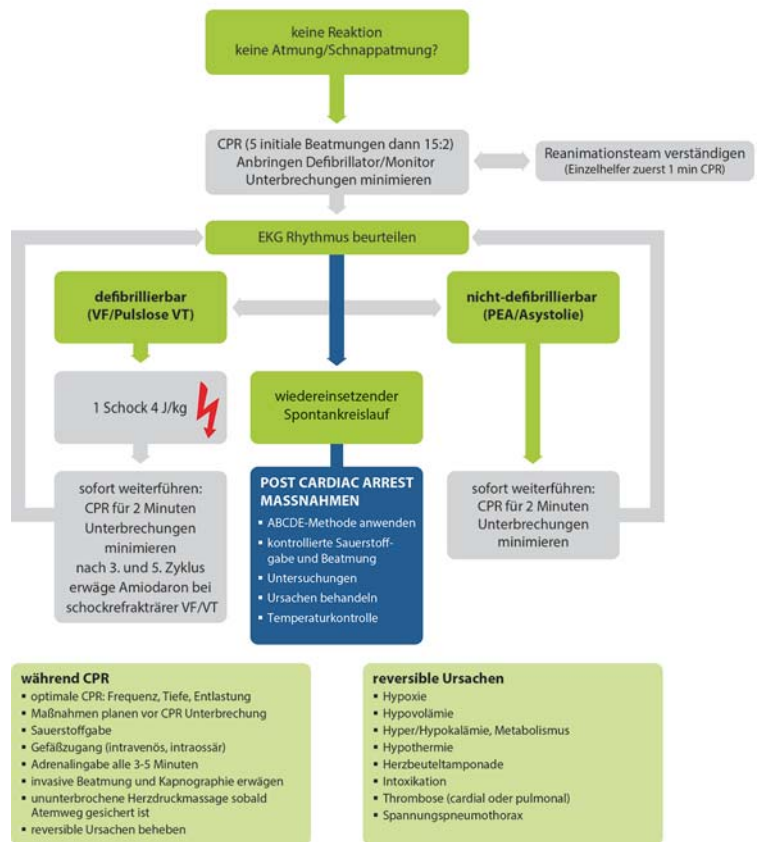 keine Reaktion
keine Atmung/Schnappatmung?
CPR (5 initiale Beatmungen dann 15:2)
Anbringen Defibrillator/Monitor
Unterbrechungen minimieren
Reanimationsteam verständigen
(Einzelhelfer zuerst 1 min CPR)
EKG Rhythmus beurteilen
defibrillierbar
(VF/Pulslose VT)
nicht-defibrillierbar
(PEA/Asystolie)
1 Schock 4 J/kg
wiedereinsetzender
Spontankreislauf
sofort weiterführen:
CPR für 2 Minuten
Unterbrechungen
minimieren
nach 3. und 5. Zyklus
erwäge Amiodaron bei
schockrefraktärer VF/VT
POST CARDIAC ARREST
MASSNAHMEN
▪ ABCDE-Methode anwenden
▪ kontrollierte Sauerstoff-
gabe und Beatmung
▪ Untersuchungen
▪ Ursachen behandeln
▪ Temperaturkontrolle
sofort weiterführen:
CPR für 2 Minuten
Unterbrechungen
minimieren
während CPR
▪ optimale CPR: Frequenz, Tiefe, Entlastung
▪ Maßnahmen planen vor CPR Unterbrechung
▪ Sauerstoffgabe
▪ Gefäßzugang (intravenös, intraossär)
▪ Adrenalingabe alle 3-5 Minuten
▪ invasive Beatmung und Kapnographie erwägen
▪ ununterbrochene Herzdruckmassage sobald
Atemweg gesichert ist
▪ reversible Ursachen beheben
reversible Ursachen
▪ Hypoxie
▪ Hypovolämie
▪ Hyper/Hypokalämie, Metabolismus
▪ Hypothermie
▪ Herzbeuteltamponade
▪ Intoxikation
▪ Thrombose (cardial oder pulmonal)
▪ Spannungspneumothorax